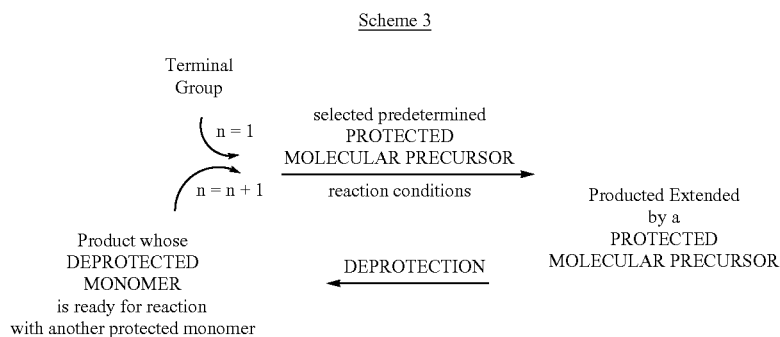 Scheme 3
Terminal
Group
n = 1
n = n + 1
selected predetermined
PROTECTED
MOLECULAR PRECURSOR
reaction conditions
Producted Extended
by a
PROTECTED
MOLECULAR PRECURSOR
DEPROTECTION
Product whose
DEPROTECTED
MONOMER
is ready for reaction
with another protected monomer